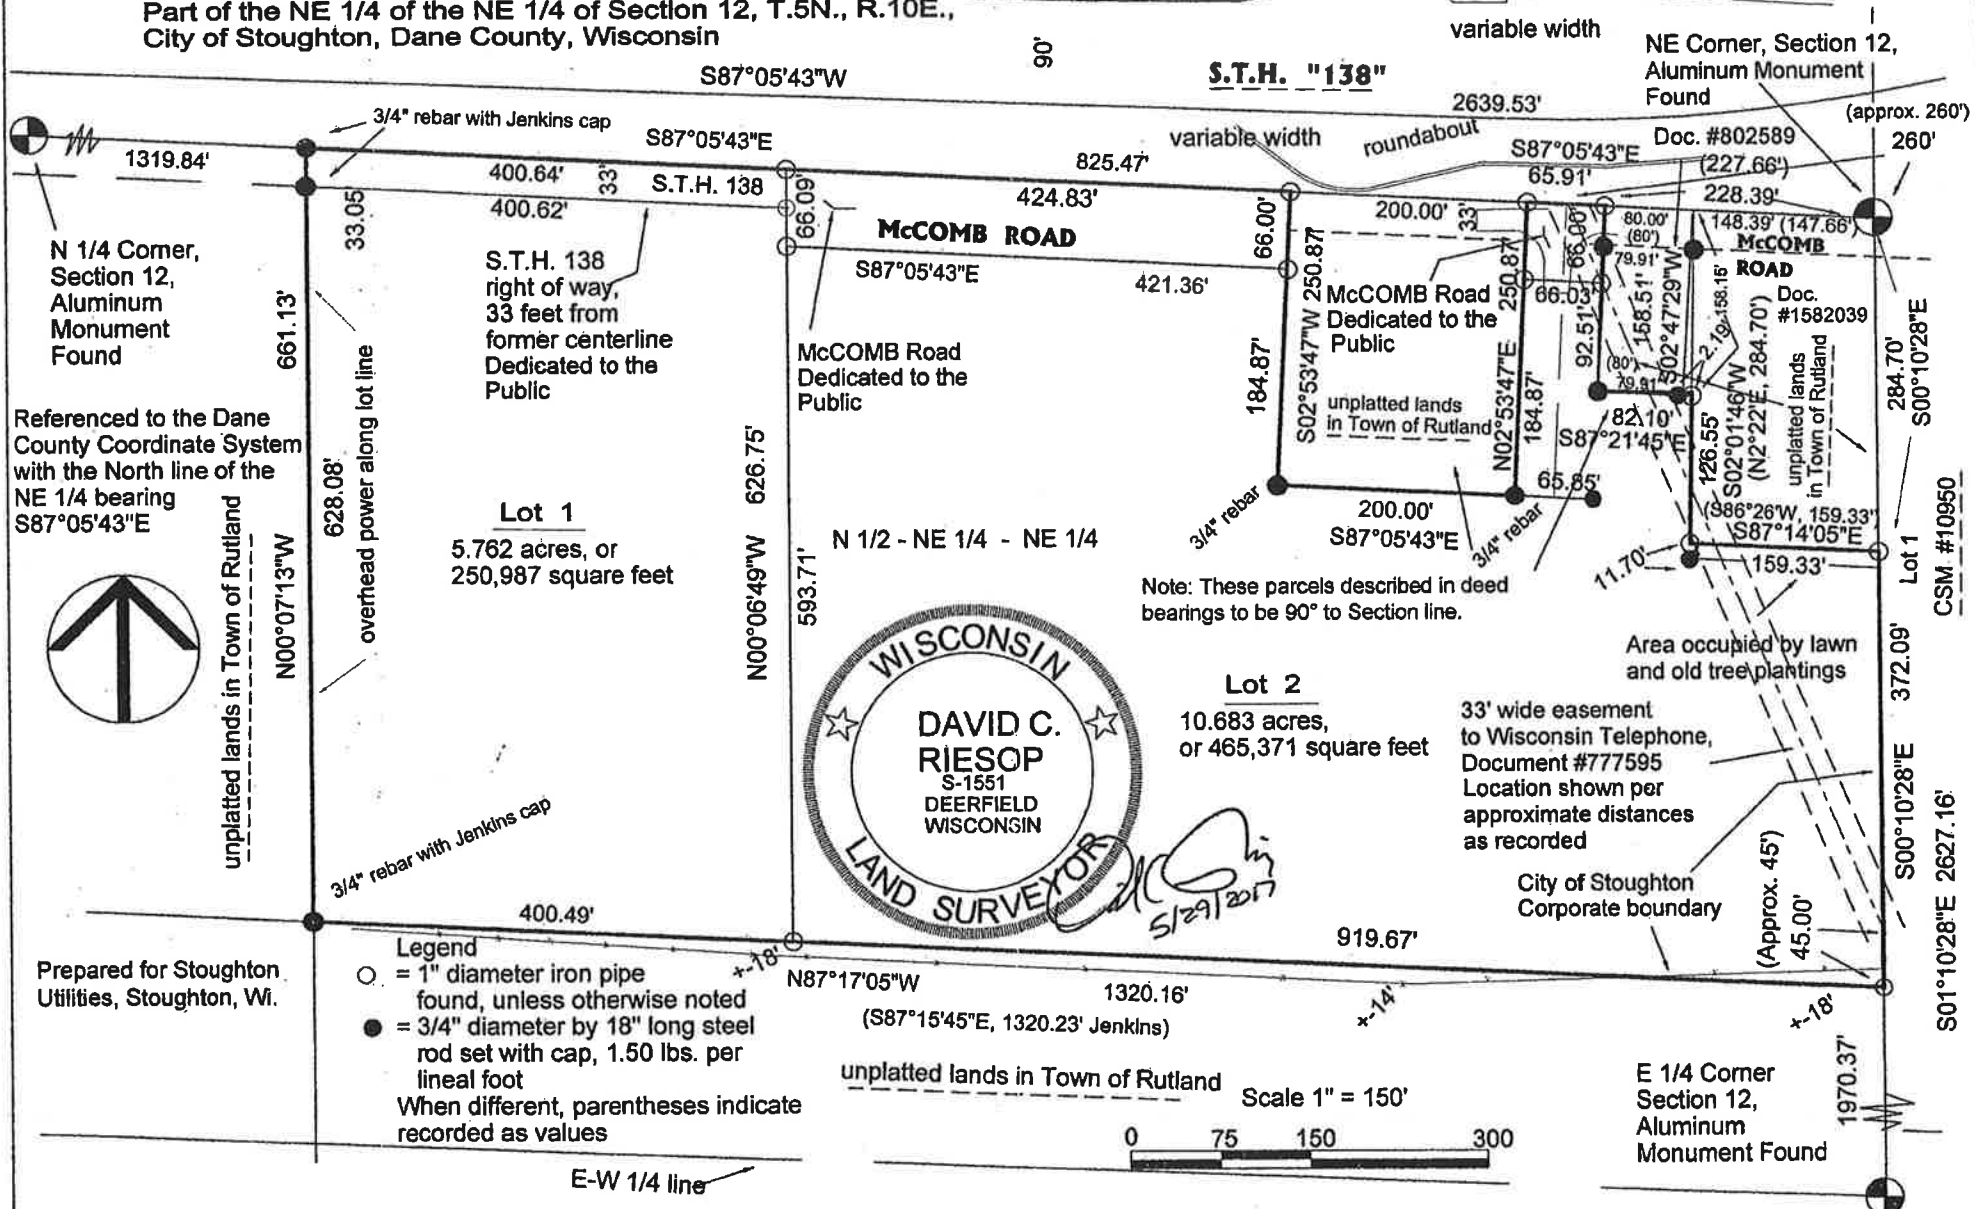 Part of the NE 1/4 of the NE 1/4 of Section 12, T.5N., R.10E.,
City of Stoughton, Dane County, Wisconsin
90'
variable width
S87°05'43"W
S.T.H. "138"
2639.53'
NE Corner, Section 12,
Aluminum Monument
Found
(approx. 260')
260'
3/4" rebar with Jenkins cap
1319.84'
S87°05'43"E
400.64'
33'
S.T.H. 138
400.62'
33.05'
825.47'
424.83'
66.09'
McCOMB ROAD
S87°05'43"E
421.36'
variable width
roundabout
S87°05'43"E
65.91'
Doc. #802589
(227.66')
228.39'
200.00'
33'
66.00'
66.00'
80.00'
(80')
79.91'
148.39' (147.66')
McCOMB
ROAD
Doc.
#1582039
N 1/4 Corner,
Section 12,
Aluminum
Monument
Found
S.T.H. 138
right of way,
33 feet from
former centerline
Dedicated to the
Public
McCOMB Road
Dedicated to the
Public
McCOMB Road
Dedicated to the
Public
66.03'
184.87'
S02°53'47"W 250.87'
N02°53'47"E 250.87'
184.87'
92.51'
158.51'
S02°47'29"W
2.19'
158.15'
(80')
79.91'
82.10'
S87°21'45"E
126.55'
S02°01'46"W
(N2°22'E, 284.70')
unplatted lands
in Town of Rutland
unplatted lands
in Town of Rutland
284.70'
S00°10'28"E
661.13'
628.08'
N00°07'13"W
overhead power along lot line
Referenced to the Dane
County Coordinate System
with the North line of the
NE 1/4 bearing
S87°05'43"E
unplatted lands in Town of Rutland
Lot 1
5.762 acres, or
250,987 square feet
N00°06'49"W 626.75'
593.71'
N 1/2 - NE 1/4 - NE 1/4
3/4" rebar
200.00'
S87°05'43"E
65.85'
3/4" rebar
(S86°26'W, 159.33')
S87°14'05"E
159.33'
11.70'
Lot 1
CSM #10950
Note: These parcels described in deed
bearings to be 90° to Section line.
Area occupied by lawn
and old tree plantings
372.09'
S00°10'28"E
S01°10'28"E 2627.16'
WISCONSIN
DAVID C.
RIESOP
S-1551
DEERFIELD
WISCONSIN
LAND SURVEYOR
5/29/2017
Lot 2
10.683 acres,
or 465,371 square feet
33' wide easement
to Wisconsin Telephone,
Document #777595
Location shown per
approximate distances
as recorded
City of Stoughton
Corporate boundary
(Approx. 45')
45.00'
3/4" rebar with Jenkins cap
400.49'
919.67'
+-18'
N87°17'05"W
1320.16'
(S87°15'45"E, 1320.23' Jenkins)
+-14'
+-18'
Prepared for Stoughton
Utilities, Stoughton, Wi.
Legend
= 1" diameter iron pipe
found, unless otherwise noted
= 3/4" diameter by 18" long steel
rod set with cap, 1.50 lbs. per
lineal foot
When different, parentheses indicate
recorded as values
unplatted lands in Town of Rutland
Scale 1" = 150'
0 75 150 300
E 1/4 Corner
Section 12,
Aluminum
Monument Found
1970.37'
E-W 1/4 line